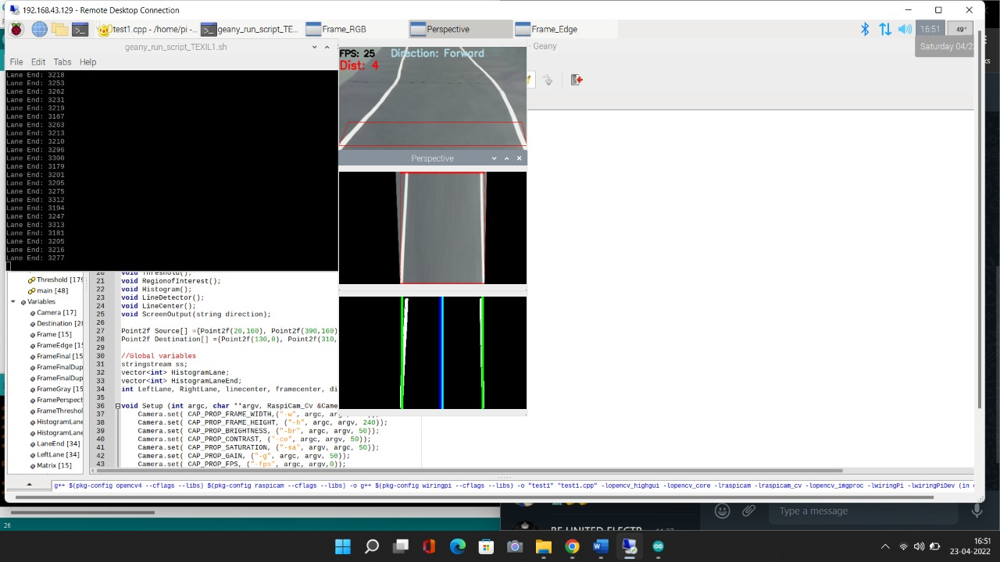 192.168.43.129 - Remote Desktop Connection
test1.cpp - /home/pi -...
geany_run_script_TE...
Frame_RGB
Perspective
Frame_Edge
16:51
49°
geany_run_script_TEXIL1.sh
- Geany
Saturday 04/2
File Edit Tabs Help
FPS: 25 Direction: Forward
Dist: 4
Lane End: 3218
Lane End: 3253
Lane End: 3262
Lane End: 3231
Lane End: 3219
Lane End: 3167
Lane End: 3263
Lane End: 3213
Lane End: 3210
Lane End: 3296
Lane End: 3300
Lane End: 3179
Lane End: 3201
Lane End: 3205
Lane End: 3275
Lane End: 3312
Lane End: 3194
Lane End: 3247
Lane End: 3313
Lane End: 3181
Lane End: 3205
Lane End: 3216
Lane End: 3277
Perspective
Threshold [179
main [48]
Variables
Camera [17]
Destination [28
Frame [15]
FrameEdge [15
FrameFinal [15
FrameFinalDup
FrameFinalDup
FrameGray [15
FramePerspect
FrameThreshol
HistogramLane
HistogramLane
LaneEnd [34]
LeftLane [34]
Matrix [15]
20 void Threshold();
21 void RegionofInterest();
22 void Histogram();
23 void LineDetector();
24 void LineCenter();
25 void ScreenOutput(string direction);
26
27 Point2f Source[] ={Point2f(20,160), Point2f(390,160)
28 Point2f Destination[] ={Point2f(130,0), Point2f(310,
29
30 //Global variables
31 stringstream ss;
32 vector<int> HistogramLane;
33 vector<int> HistogramLaneEnd;
34 int LeftLane, RightLane, linecenter, framecenter, di
35
36 void Setup (int argc, char **argv, RaspiCam_Cv &Came
37 Camera.set( CAP_PROP_FRAME_WIDTH,("-w", argc, ar
38 Camera.set( CAP_PROP_FRAME_HEIGHT, ("-h", argc, argv, 240));
39 Camera.set( CAP_PROP_BRIGHTNESS, ("-br", argc, argv, 50));
40 Camera.set( CAP_PROP_CONTRAST, ("-co", argc, argv, 50));
41 Camera.set( CAP_PROP_SATURATION, ("-sa", argv, argc, 50));
42 Camera.set( CAP_PROP_GAIN, ("-g", argc, argv, 50));
43 Camera.set( CAP_PROP_FPS, ("-fps", argc, argv,0));
g++ $(pkg-config opencv4 --cflags --libs) $(pkg-config raspicam --cflags --libs) -o g++ $(pkg-config wiringpi --cflags --libs) -o "test1" "test1.cpp" -lopencv_highgui -lopencv_core -lraspicam -lraspicam_cv -lopencv_imgproc -lwiringPi -lwiringPiDev (in
Type a message
26
16:51
23-04-2022